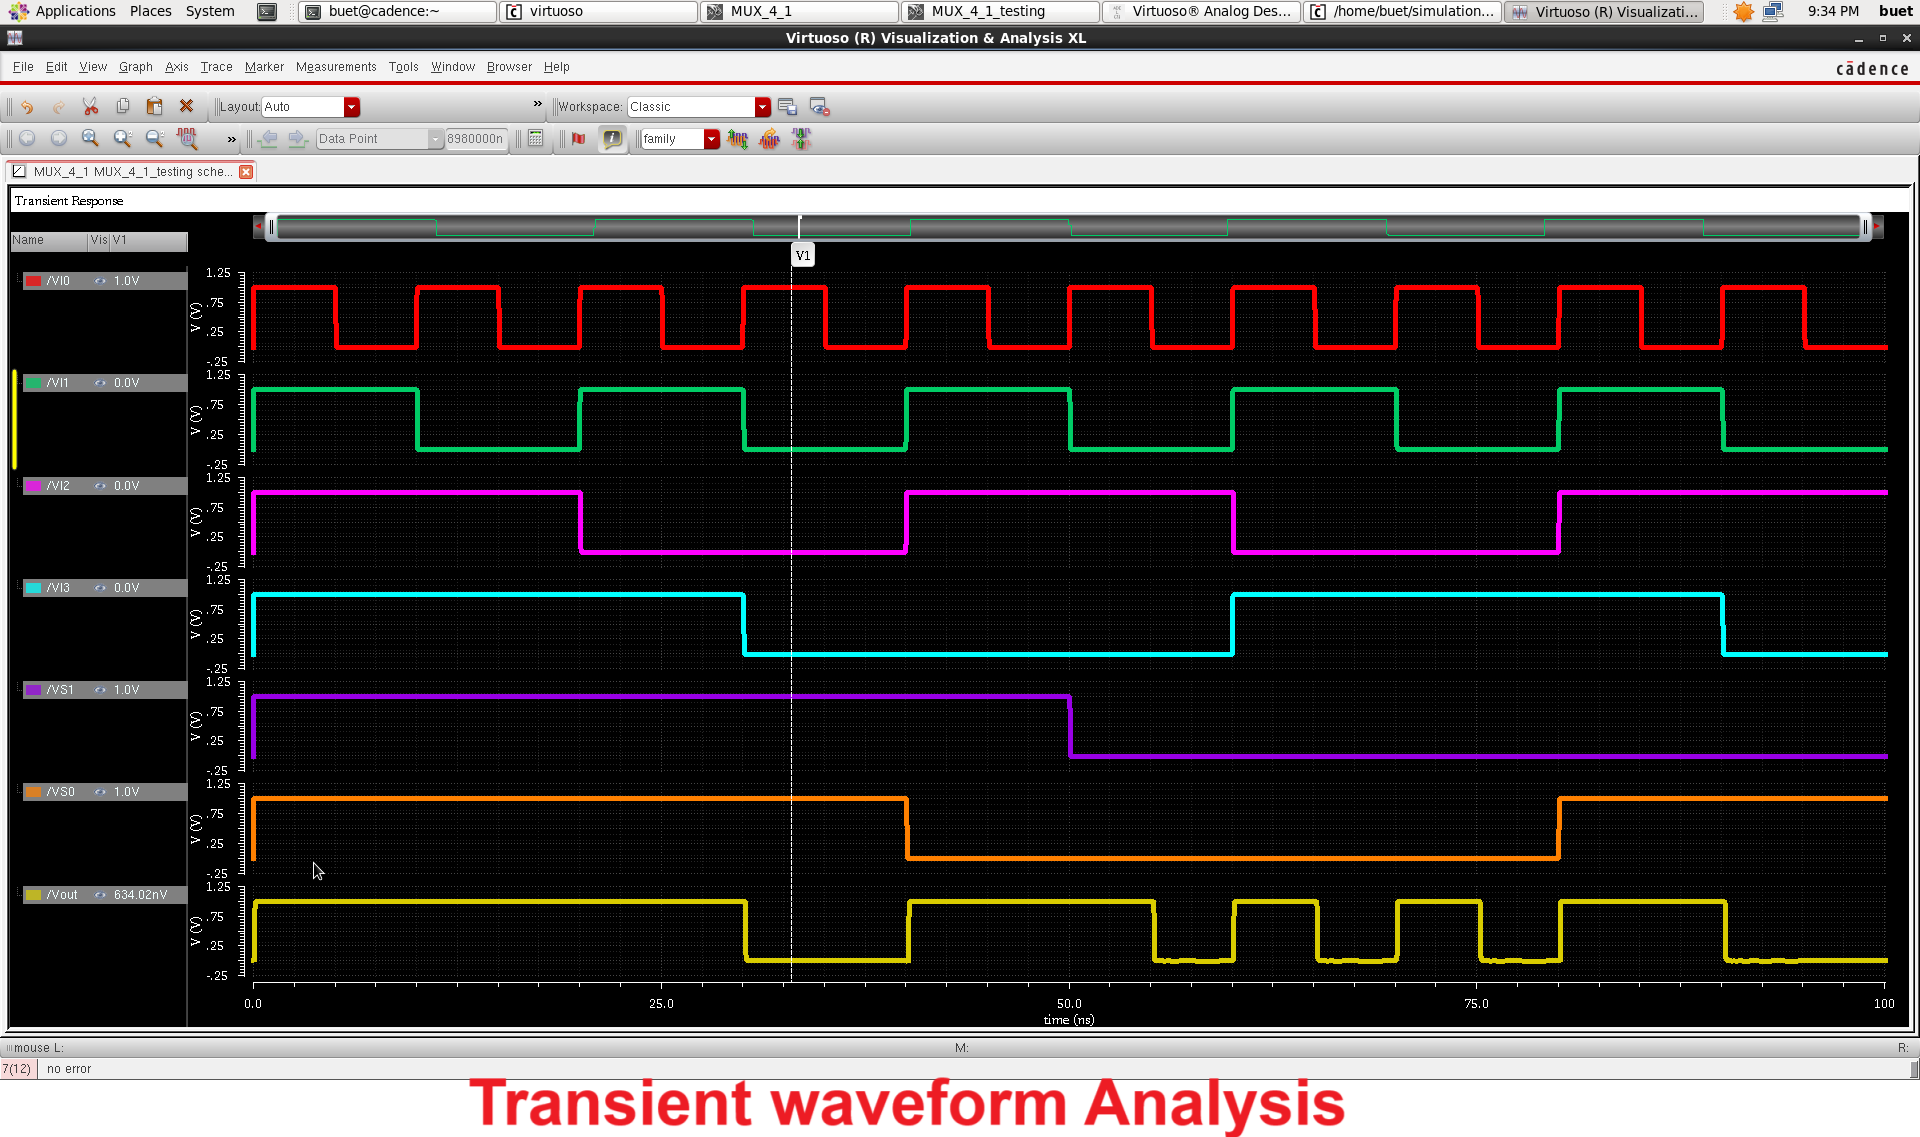 Applications Places System buet@cadence:~ virtuoso MUX_4_1 MUX_4_1_testing Virtuoso® Analog Des... /home/buet/simulation... Virtuoso (R) Visualizati... 9:34 PM buet
Virtuoso (R) Visualization & Analysis XL
File Edit View Graph Axis Trace Marker Measurements Tools Window Browser Help
cādence
Layout: Auto » Workspace: Classic
» Data Point 8980000n family
MUX_4_1 MUX_4_1_testing sche...
Transient Response
Name Vis V1
V1
/VI0 1.0V
1.25
.75
.25
-.25
V (V)
/VI1 0.0V
1.25
.75
.25
-.25
V (V)
/VI2 0.0V
1.25
.75
.25
-.25
V (V)
/VI3 0.0V
1.25
.75
.25
-.25
V (V)
/VS1 1.0V
1.25
.75
.25
-.25
V (V)
/VS0 1.0V
1.25
.75
.25
-.25
V (V)
/Vout 634.02nV
1.25
.75
.25
-.25
V (V)
0.0 25.0 50.0 75.0 100
time (ns)
mouse L: M: R:
7(12) no error
Transient waveform Analysis